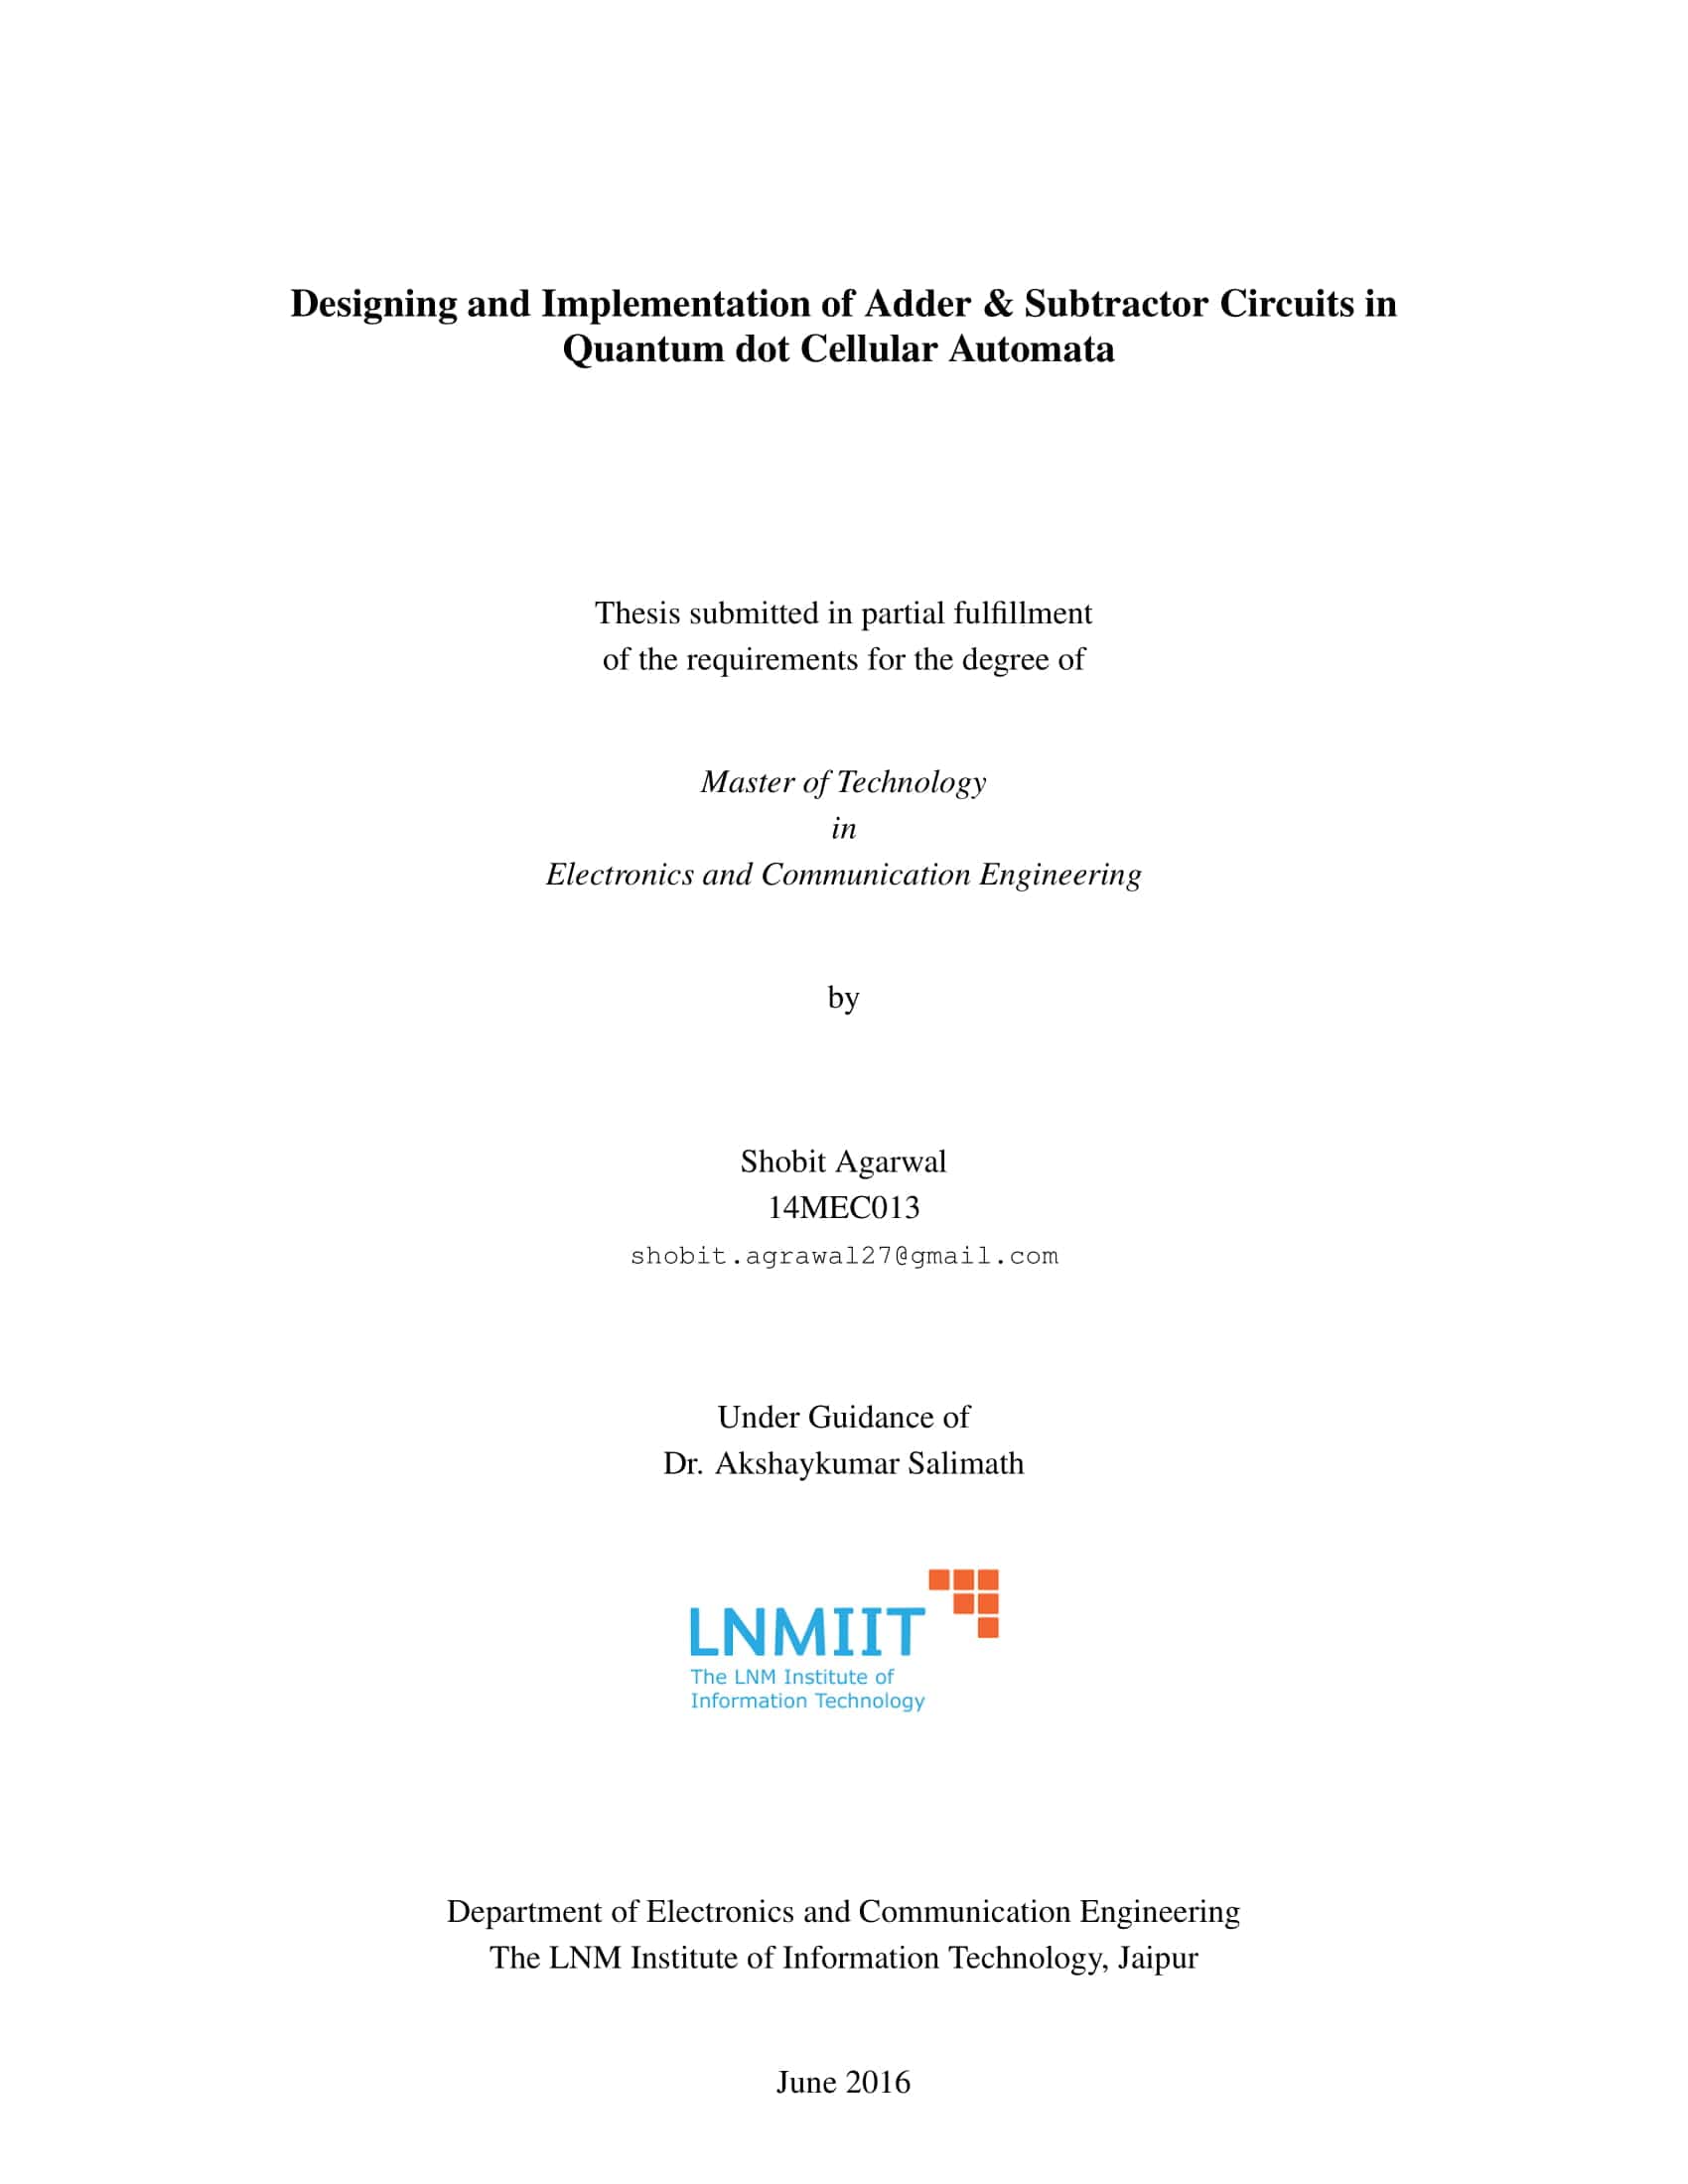 Designing and Implementation of Adder & Subtractor Circuits in
Quantum dot Cellular Automata
Thesis submitted in partial fulfillment
of the requirements for the degree of
Master of Technology
in
Electronics and Communication Engineering
by
Shobit Agarwal
14MEC013
shobit.agrawal27@gmail.com
Under Guidance of
Dr. Akshaykumar Salimath
LNMIIT
The LNM Institute of
Information Technology
Department of Electronics and Communication Engineering
The LNM Institute of Information Technology, Jaipur
June 2016